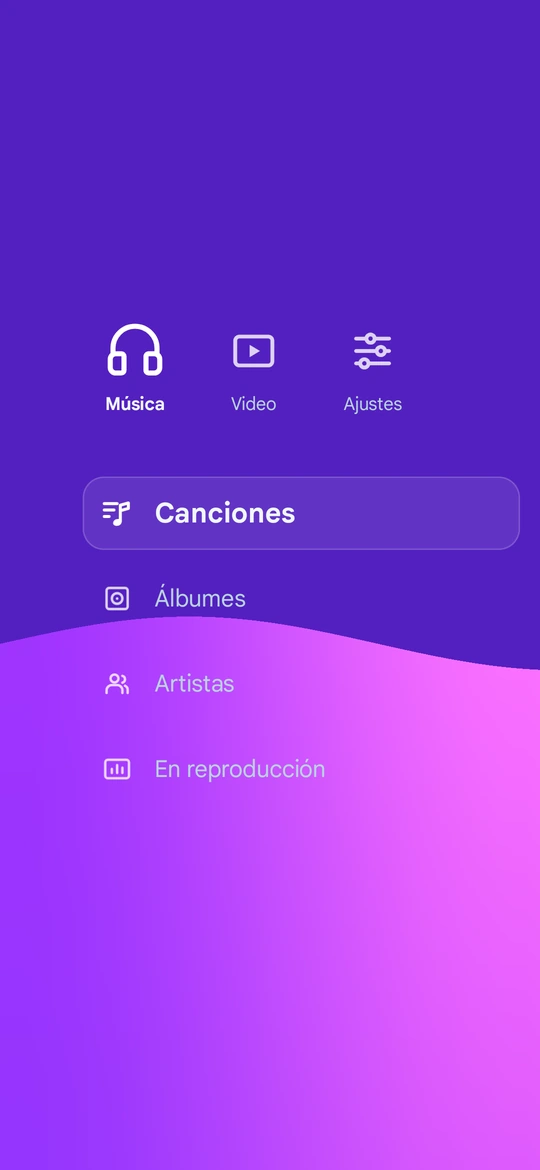 Música Video Ajustes
Canciones
Álbumes
Artistas
En reproducción